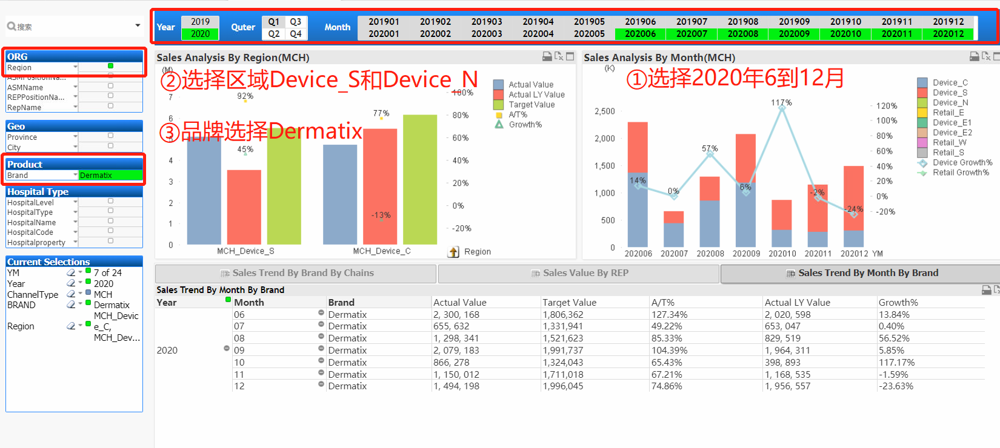 搜索
Year
2019
2020
Quter
Q1 Q3
Q2 Q4
Month
201901 201902 201903 201904 201905 201906 201907 201908 201909 201910 201911 201912
202001 202002 202003 202004 202005 202006 202007 202008 202009 202010 202011 202012
ORG
Region
ASMPositionNa...
ASMName
REPPositionNa...
RepName
Geo
Province
City
Product
Brand Dermatix
Hospital Type
HospitalLevel
HospitalType
HospitalName
HospitalCode
Hospitalproperty
Current Selections
YM 7 of 24
Year 2020
ChannelType MCH
BRAND Dermatix
Region MCH_Devic
e_C,
MCH_Dev...
Sales Analysis By Region(MCH)
(M)
②选择区域Device_S和Device_N
③品牌选择Dermatix
7
6
4
3
2
1
0
92%
45%
77%
-13%
100%
80%
60%
40%
20%
0%
-20%
MCH_Device_S MCH_Device_C
Actual Value
Actual LY Value
Target Value
A/T%
Growth%
Region
Sales Analysis By Month(MCH)
(K)
①选择2020年6到12月
2,500
2,000
1,500
1,000
500
0
14%
0%
57%
6%
117%
-2%
-24%
120%
100%
80%
60%
40%
20%
0%
-20%
202006 202007 202008 202009 202010 202011 202012 YM
Device_C
Device_S
Device_N
Retail_E
Device_E1
Device_E2
Retail_W
Retail_S
Device Growth%
Retail Growth%
Sales Trend By Brand By Chains
Sales Value By REP
Sales Trend By Month By Brand
Sales Trend By Month By Brand
Year Month Brand Actual Value Target Value A/T% Actual LY Value Growth%
2020
06 Dermatix 2, 300, 168 1,806,362 127.34% 2, 020, 598 13.84%
07 Dermatix 655, 632 1,331,941 49.22% 653, 047 0.40%
08 Dermatix 1, 298, 341 1,521,623 85.33% 829, 519 56.52%
09 Dermatix 2, 079, 183 1,991,737 104.39% 1, 964, 311 5.85%
10 Dermatix 866, 278 1,324,043 65.43% 398, 893 117.17%
11 Dermatix 1, 150, 012 1,711,018 67.21% 1, 168, 535 -1.59%
12 Dermatix 1, 494, 198 1,996,045 74.86% 1, 956, 557 -23.63%